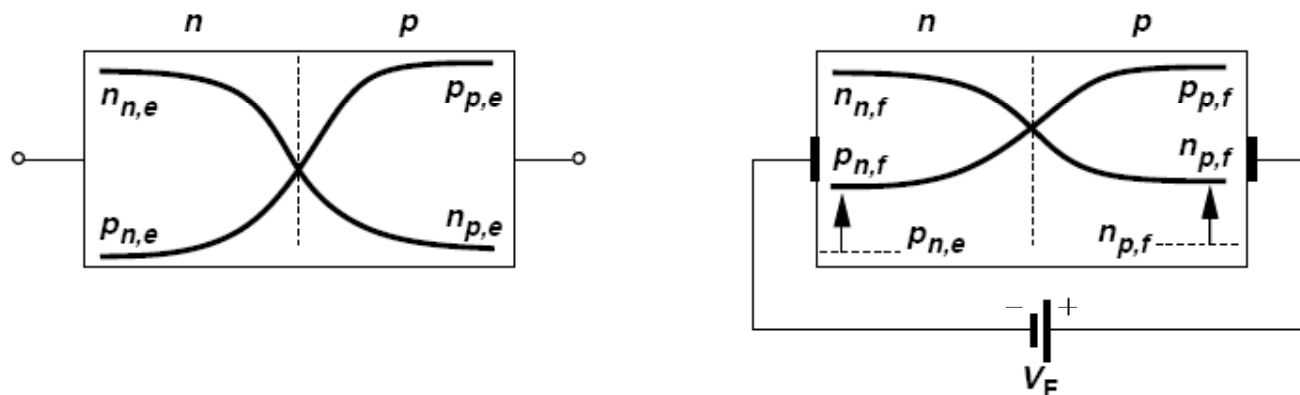 n p
n_{n,e} p_{p,e}
p_{n,e} n_{p,e}
n p
n_{n,f} p_{p,f}
p_{n,f} n_{p,f}
p_{n,e} n_{p,f}
− +
V_F